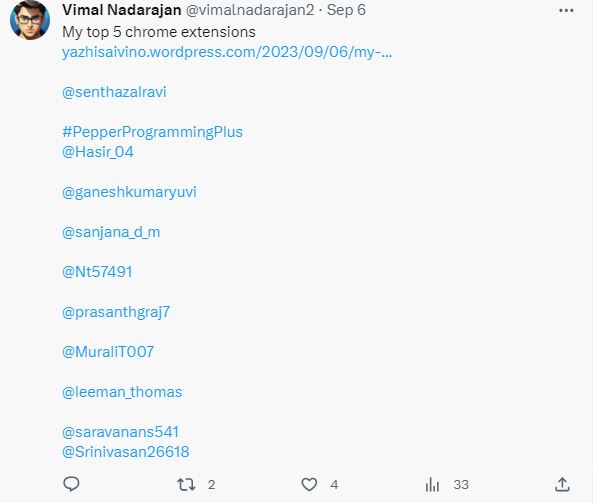 Vimal Nadarajan @vimalnadarajan2 · Sep 6
My top 5 chrome extensions
yazhisaivino.wordpress.com/2023/09/06/my-...
@senthazalravi
#PepperProgrammingPlus
@Hasir_04
@ganeshkumaryuvi
@sanjana_d_m
@Nt57491
@prasanthgraj7
@MuraliT007
@leeman_thomas
@saravanans541
@Srinivasan26618
2 4 33